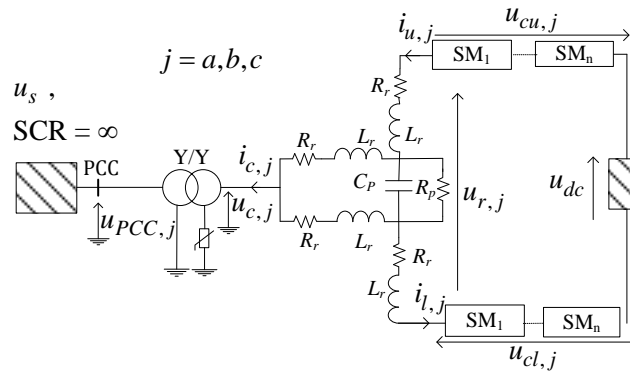 i_{u,j}
u_{cu,j}
SM_1
SM_n
j = a,b,c
u_s ,
SCR = ∞
R_r
L_r
PCC
Y/Y
i_{c,j}
R_r
L_r
C_P
R_p
u_{r,j}
u_{dc}
u_{PCC,j}
u_{c,j}
R_r
L_r
R_r
L_r
i_{l,j}
SM_1
SM_n
u_{cl,j}